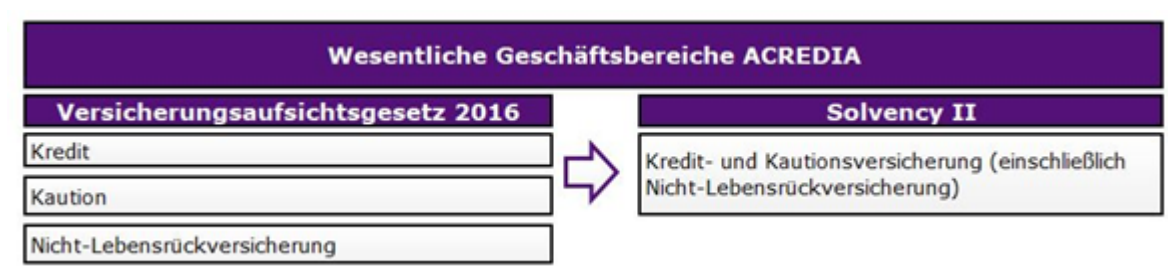 Wesentliche Geschäftsbereiche ACREDIA
Versicherungsaufsichtsgesetz 2016
Kredit
Kaution
Nicht-Lebensrückversicherung
Solvency II
Kredit- und Kautionsversicherung (einschließlich
Nicht-Lebensrückversicherung)